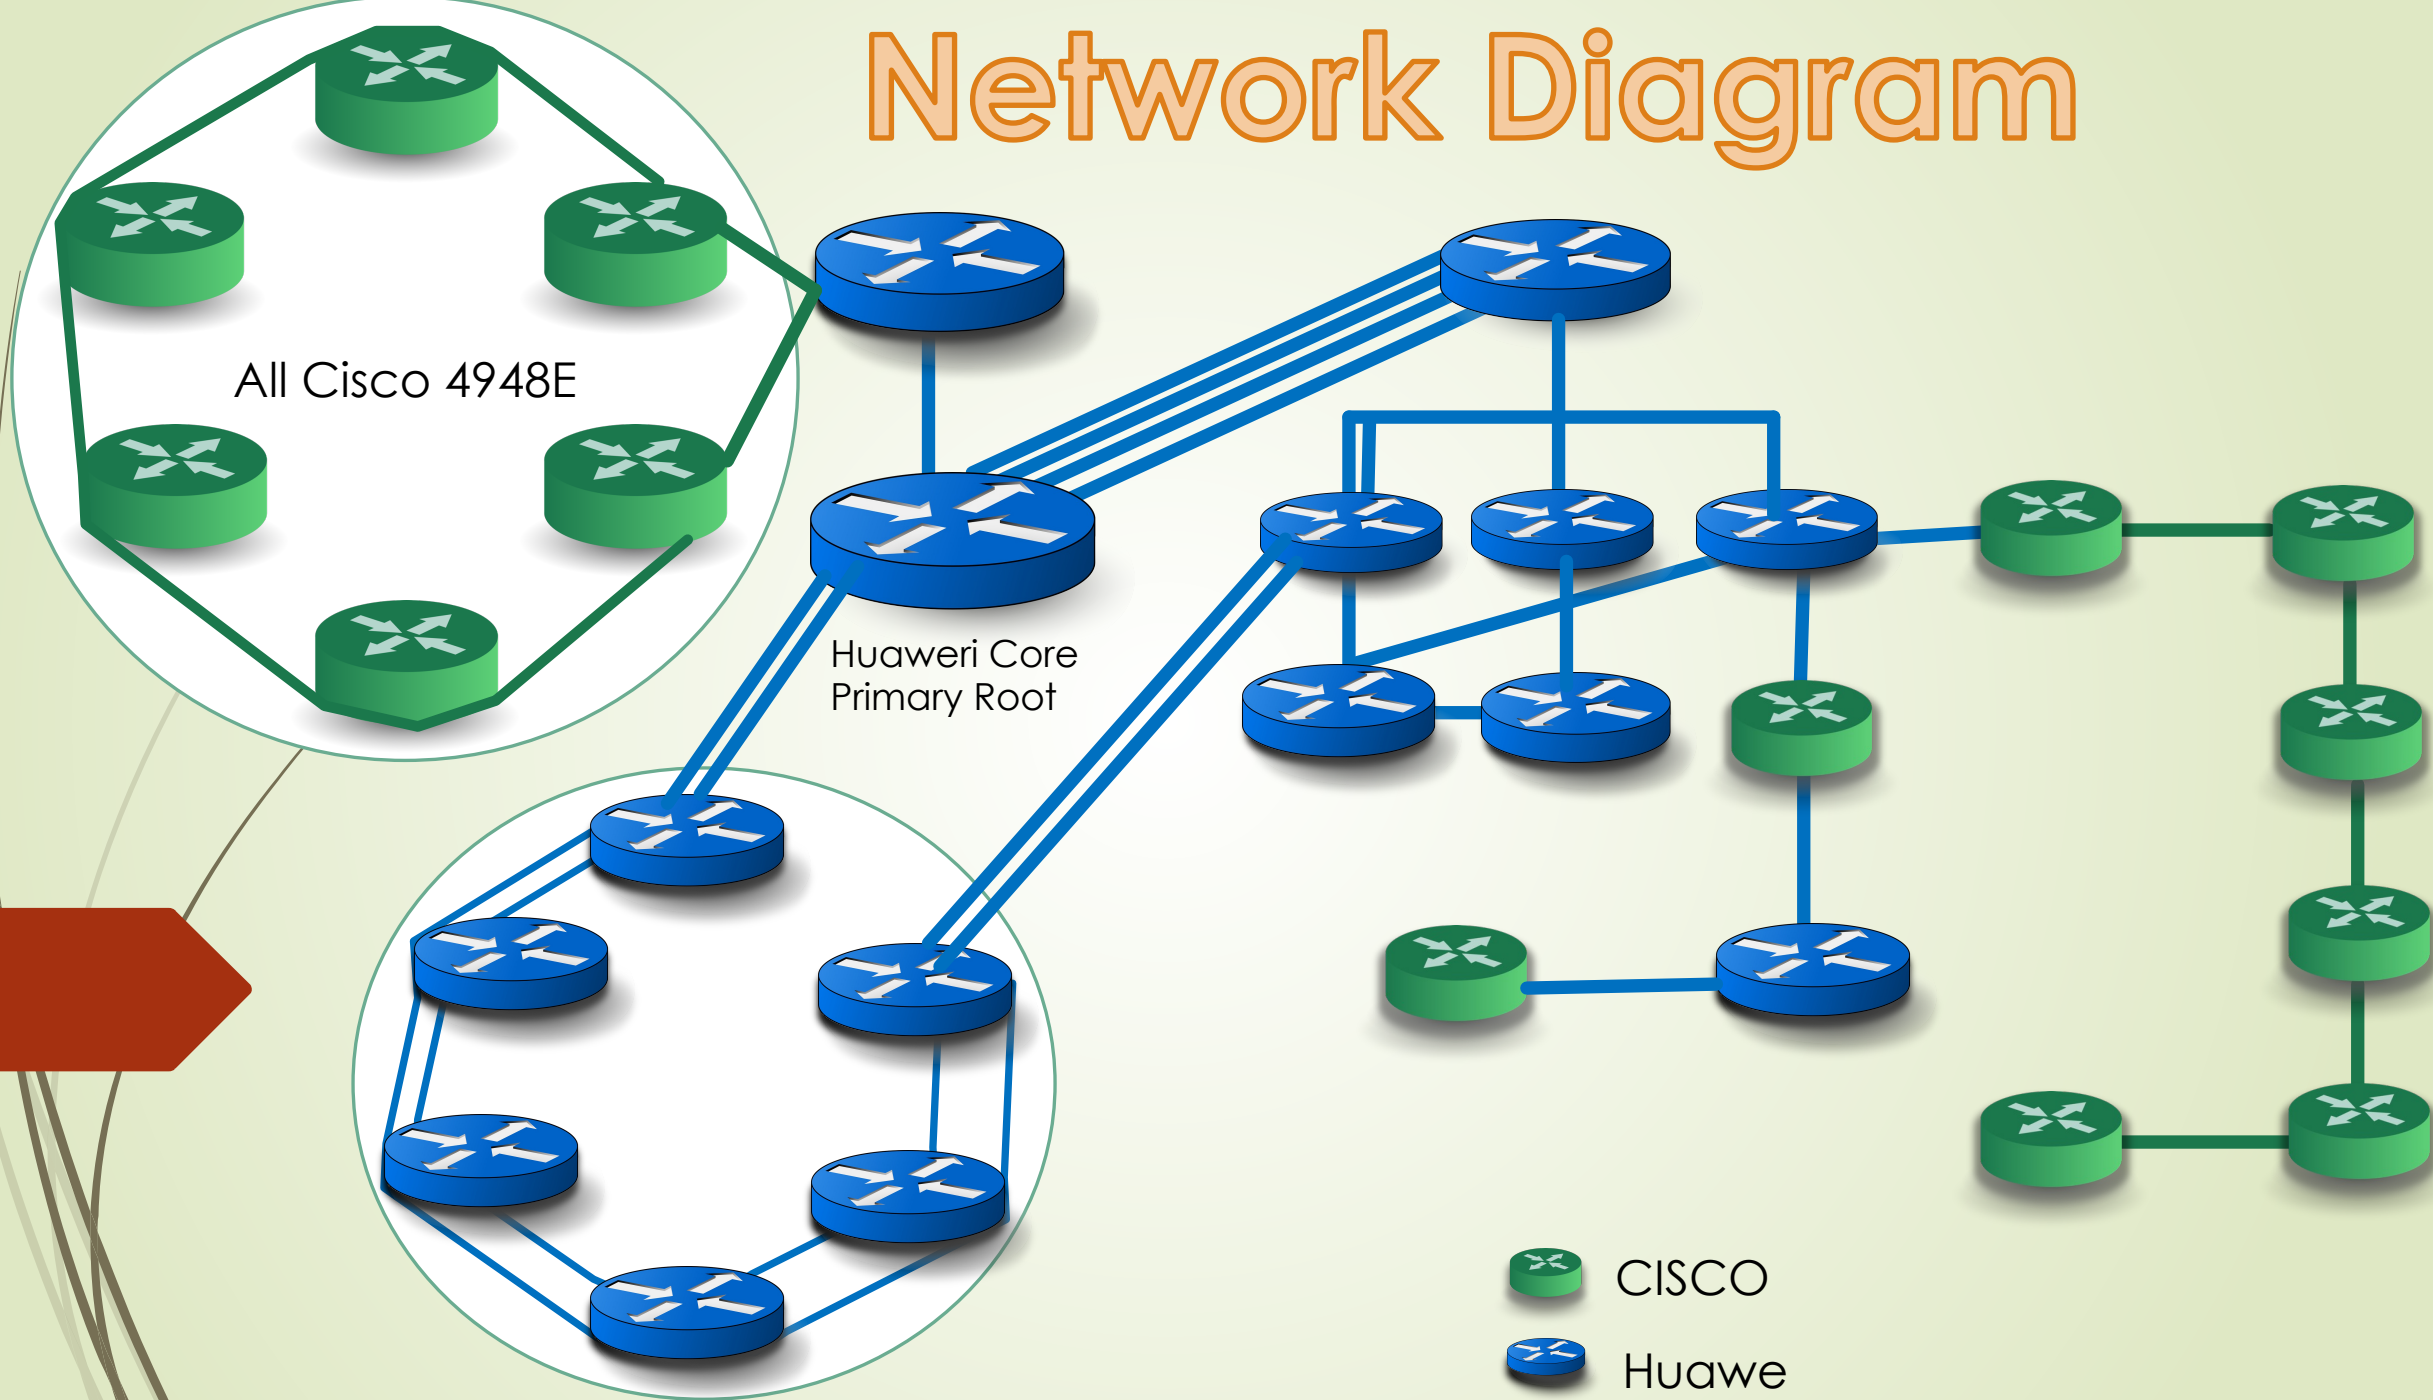 Network Diagram
All Cisco 4948E
Huaweri Core
Primary Root
CISCO
Huawe